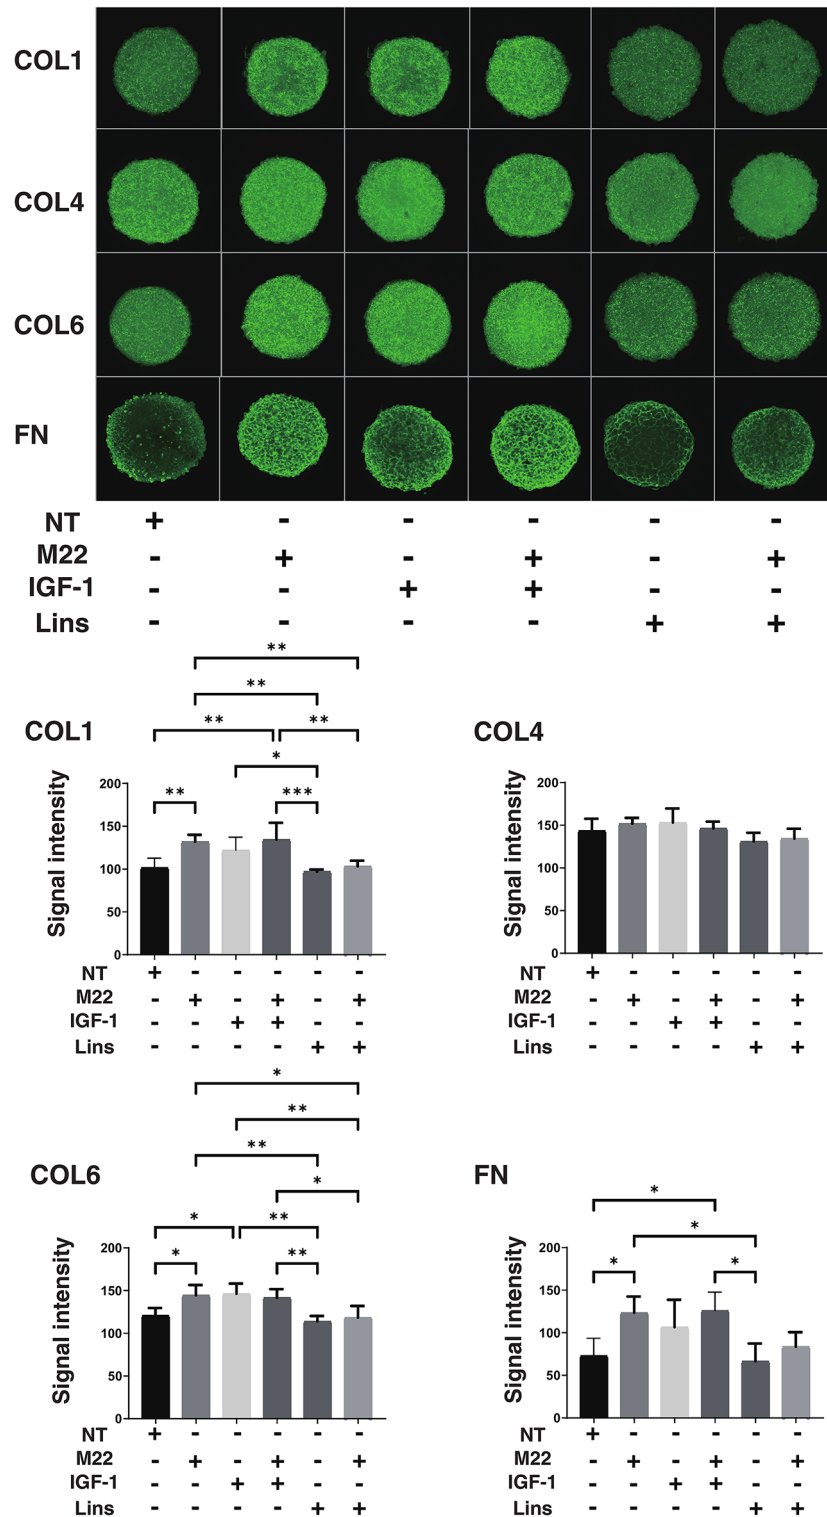 COL1
COL4
COL6
FN
NT + - - - - -
M22 - + - + - +
IGF-1 - - + + - -
Lins - - - - + +
**
**
** **
COL1 COL4
*
** ***
Signal intensity
200
150
100
50
0
Signal intensity
200
150
100
50
0
NT + - - - - -
M22 - + - + - +
IGF-1 - - + + - -
Lins - - - - + +
NT + - - - - -
M22 - + - + - +
IGF-1 - - + + - -
Lins - - - - + +
*
**
**
COL6 FN
*
* **
* **
Signal intensity
200
150
100
50
0
*
*
* *
Signal intensity
200
150
100
50
0
NT + - - - - -
M22 - + - + - +
IGF-1 - - + + - -
Lins - - - - + +
NT + - - - - -
M22 - + - + - +
IGF-1 - - + + - -
Lins - - - - + +